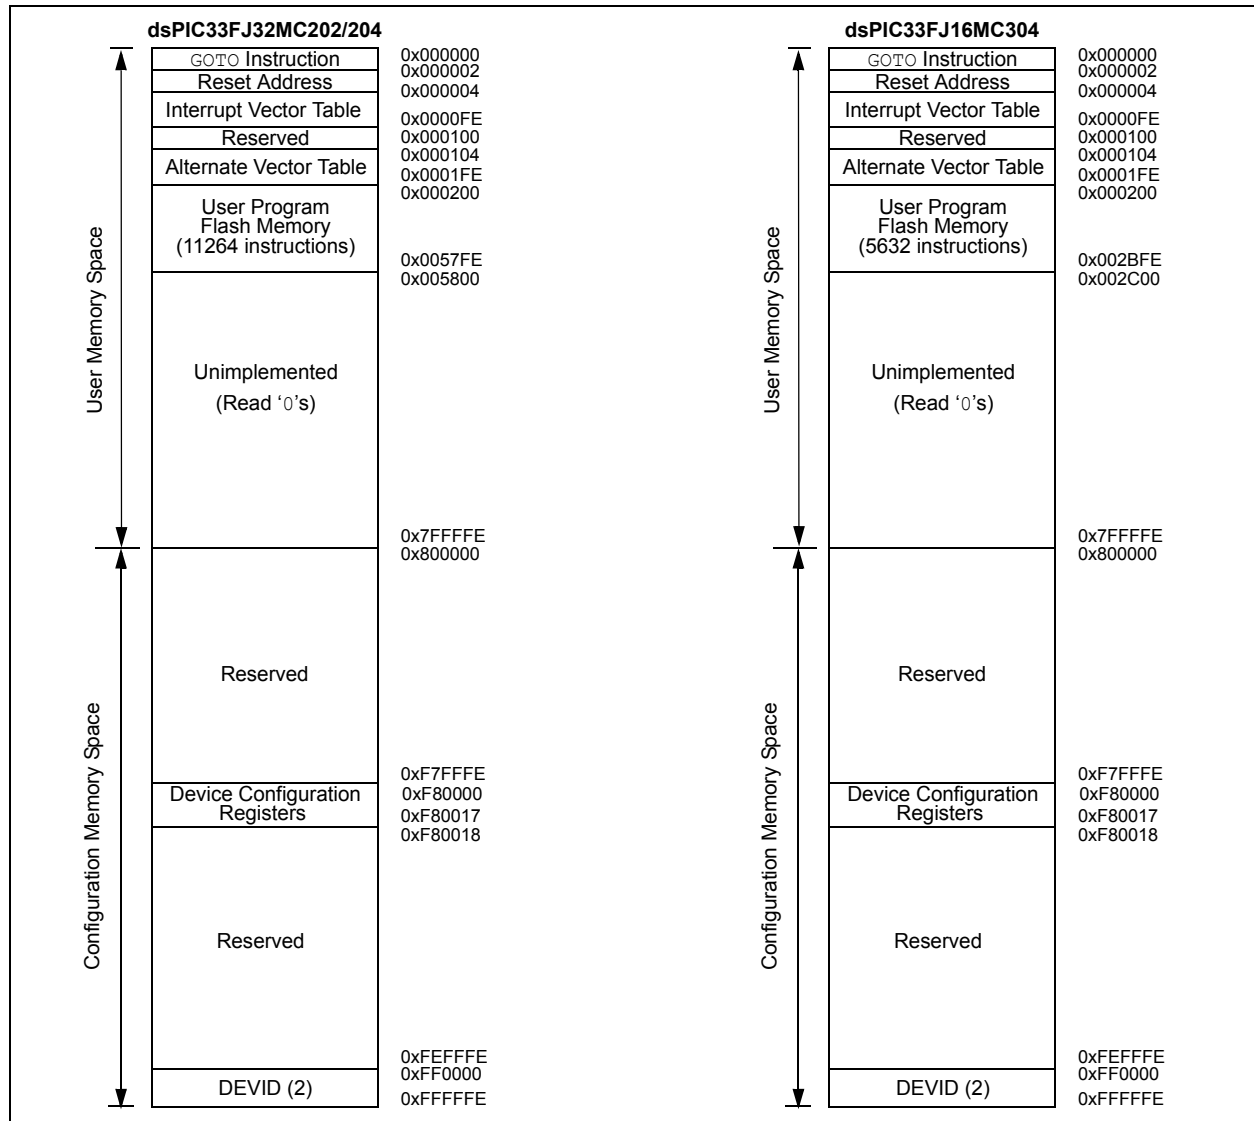 dsPIC33FJ32MC202/204
GOTO Instruction
0x000000
Reset Address
0x000002
0x000004
Interrupt Vector Table
0x0000FE
Reserved
0x000100
0x000104
Alternate Vector Table
0x0001FE
0x000200
User Program
Flash Memory
(11264 instructions)
0x0057FE
0x005800
User Memory Space
Unimplemented
(Read ‘0’s)
0x7FFFFE
0x800000
Reserved
Configuration Memory Space
0xF7FFFE
Device Configuration
Registers
0xF80000
0xF80017
0xF80018
Reserved
0xFEFFFE
0xFF0000
DEVID (2)
0xFFFFFE
dsPIC33FJ16MC304
GOTO Instruction
0x000000
Reset Address
0x000002
0x000004
Interrupt Vector Table
0x0000FE
Reserved
0x000100
0x000104
Alternate Vector Table
0x0001FE
0x000200
User Program
Flash Memory
(5632 instructions)
0x002BFE
0x002C00
User Memory Space
Unimplemented
(Read ‘0’s)
0x7FFFFE
0x800000
Reserved
Configuration Memory Space
0xF7FFFE
Device Configuration
Registers
0xF80000
0xF80017
0xF80018
Reserved
0xFEFFFE
0xFF0000
DEVID (2)
0xFFFFFE